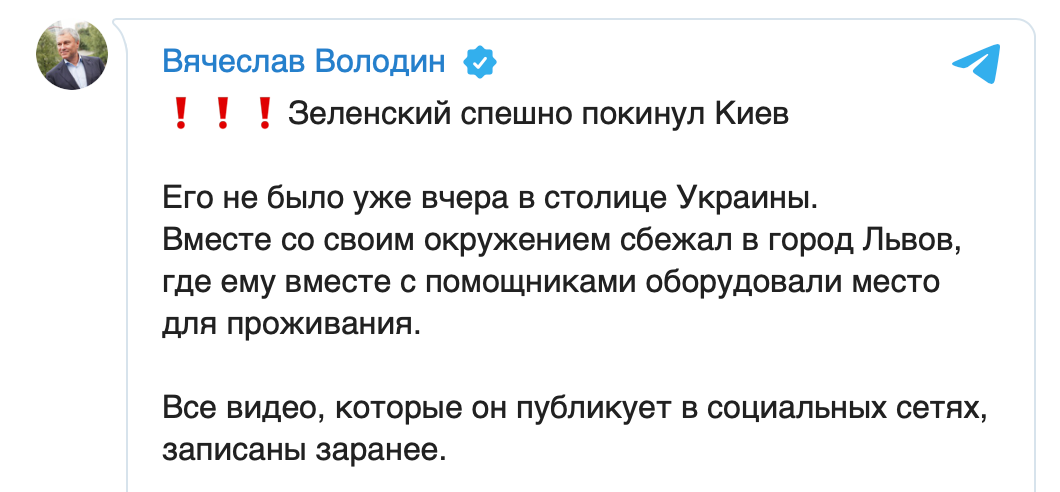 Вячеслав Володин
❗❗❗Зеленский спешно покинул Киев
Его не было уже вчера в столице Украины.
Вместе со своим окружением сбежал в город Львов,
где ему вместе с помощниками оборудовали место
для проживания.
Все видео, которые он публикует в социальных сетях,
записаны заранее.